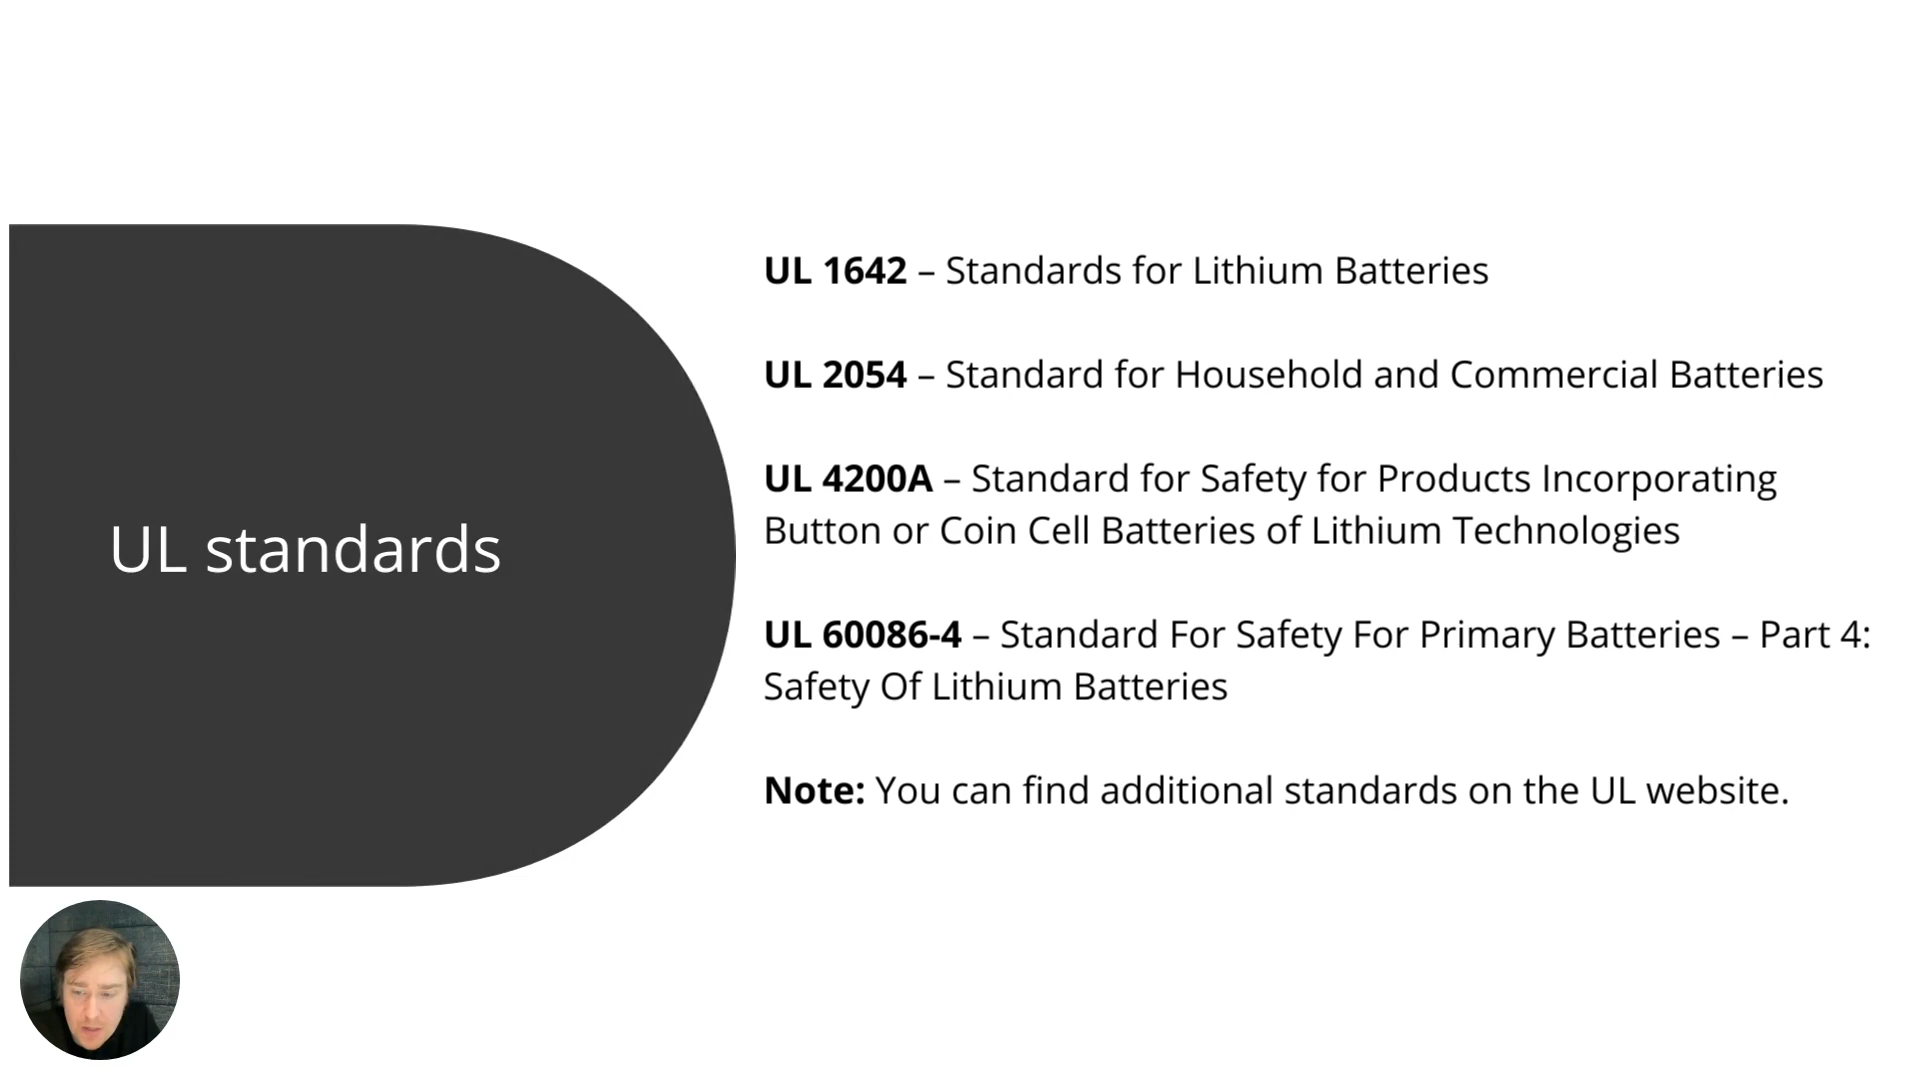 UL standards
UL 1642 – Standards for Lithium Batteries
UL 2054 – Standard for Household and Commercial Batteries
UL 4200A – Standard for Safety for Products Incorporating
Button or Coin Cell Batteries of Lithium Technologies
UL 60086-4 – Standard For Safety For Primary Batteries – Part 4:
Safety Of Lithium Batteries
Note: You can find additional standards on the UL website.